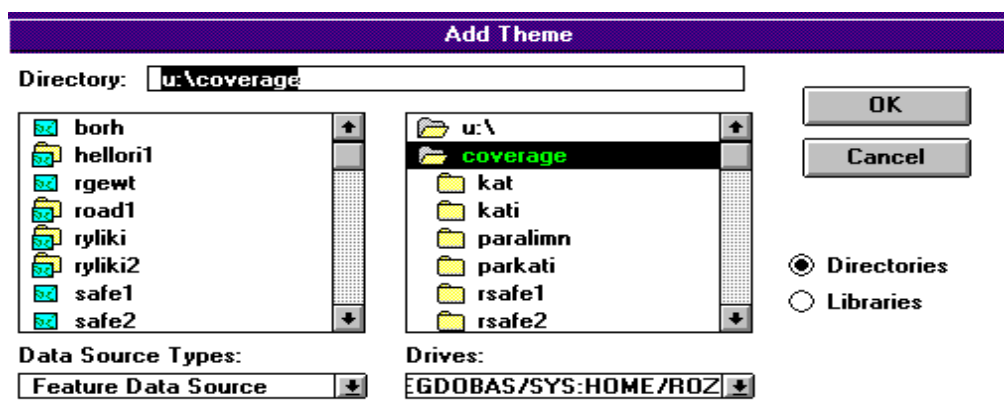 Add Theme
Directory: u:\coverage
OK
Cancel
borh
hellori1
rgewt
road1
ryliki
ryliki2
safe1
safe2
u:\
coverage
kat
kati
paralimn
parkati
rsafe1
rsafe2
Directories
Libraries
Data Source Types:
Feature Data Source
Drives:
EGDOBAS/SYS:HOME/ROZ